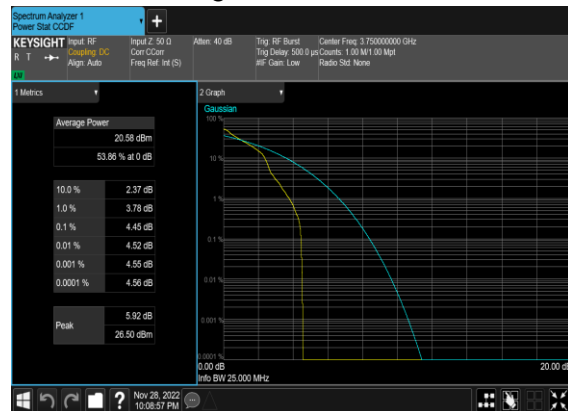 Spectrum Analyzer 1
Power Stat CCDF
KEYSIGHT
R T
Input: RF
Coupling: DC
Align: Auto
Input Z: 50 Ω
Corr CCorr
Freq Ref: Int (S)
Atten: 40 dB
Trig: RF Burst
Trig Delay: 500.0 µs
#IF Gain: Low
Center Freq: 3.750000000 GHz
Counts: 1.00 M/1.00 Mpt
Radio Std: None
1 Metrics
Average Power
20.58 dBm
53.86 % at 0 dB
10.0 % 2.37 dB
1.0 % 3.78 dB
0.1 % 4.45 dB
0.01 % 4.52 dB
0.001 % 4.55 dB
0.0001 % 4.56 dB
Peak
5.92 dB
26.50 dBm
2 Graph
Gaussian
100 %
10 %
1 %
0.1 %
0.01 %
0.001 %
0.0001 %
0.00 dB
20.00 dB
Info BW 25.000 MHz
?
Nov 28, 2022
10:08:57 PM